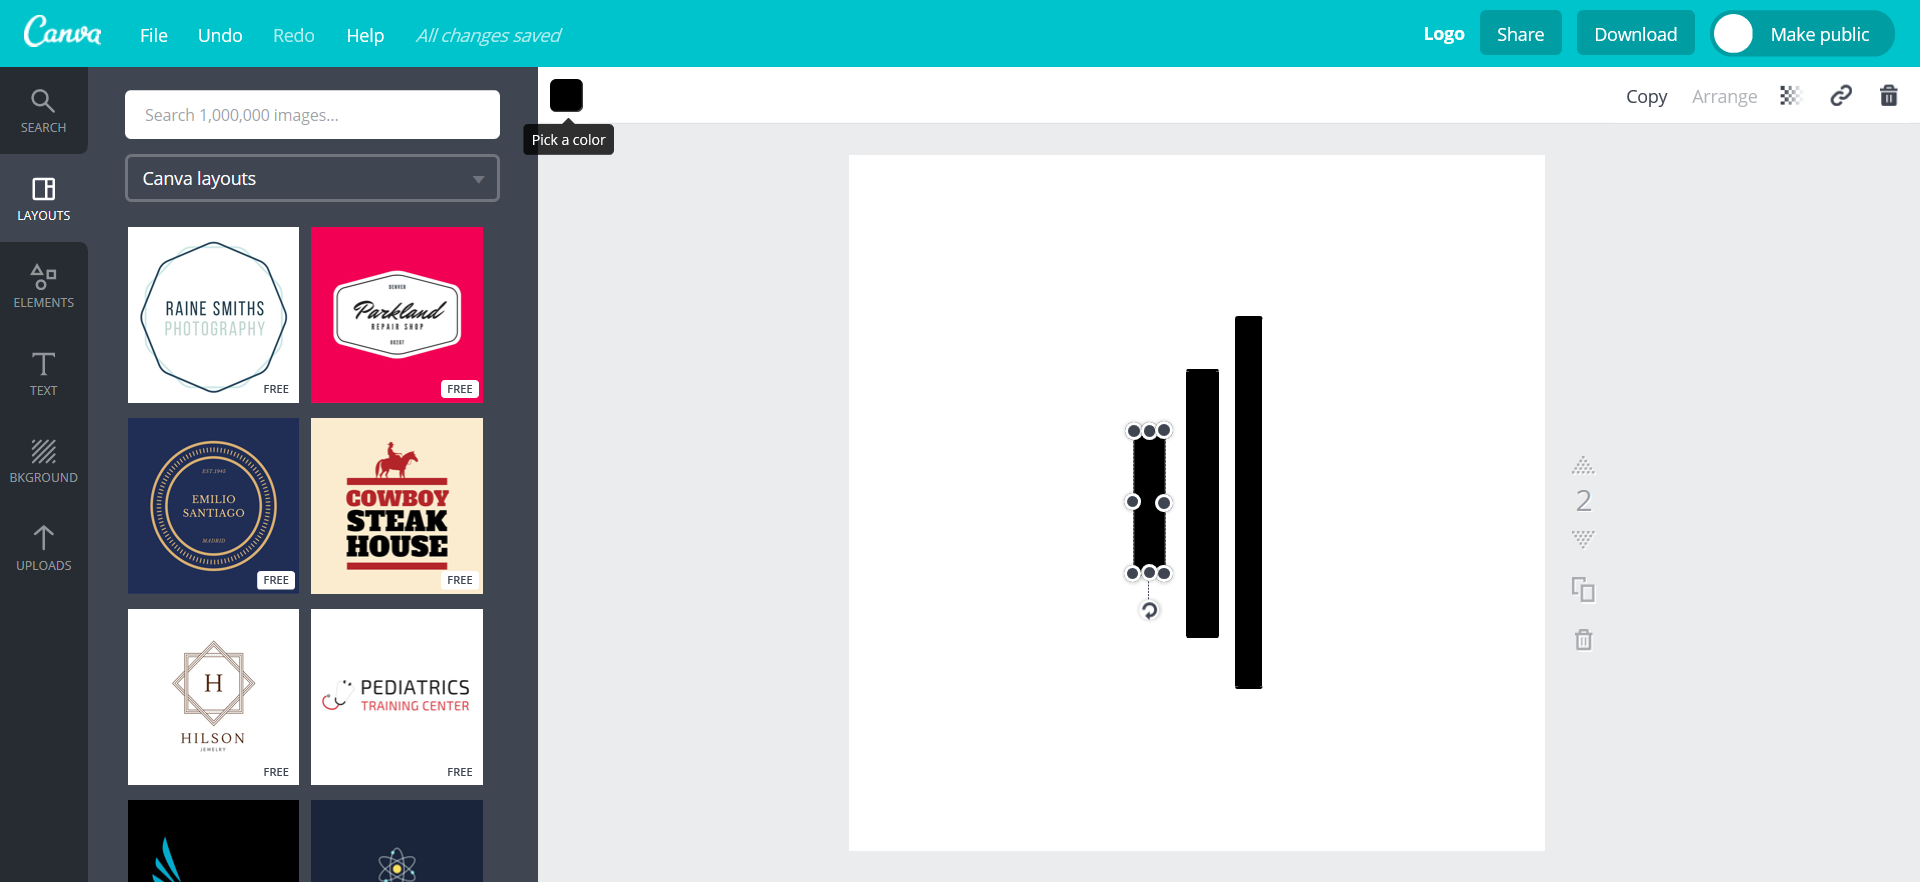 Canva File Undo Redo Help All changes saved Logo Share Download Make public
SEARCH
LAYOUTS
ELEMENTS
TEXT
BKGROUND
UPLOADS
Search 1,000,000 images...
Canva layouts
RAINE SMITHS
PHOTOGRAPHY
FREE
DENVER
Parkland
REPAIR SHOP
FREE
EST.1940
EMILIO
SANTIAGO
MADRID
FREE
COWBOY
STEAK
HOUSE
FREE
H
HILSON
JEWELRY
FREE
PEDIATRICS
TRAINING CENTER
FREE
Pick a color
Copy Arrange
2